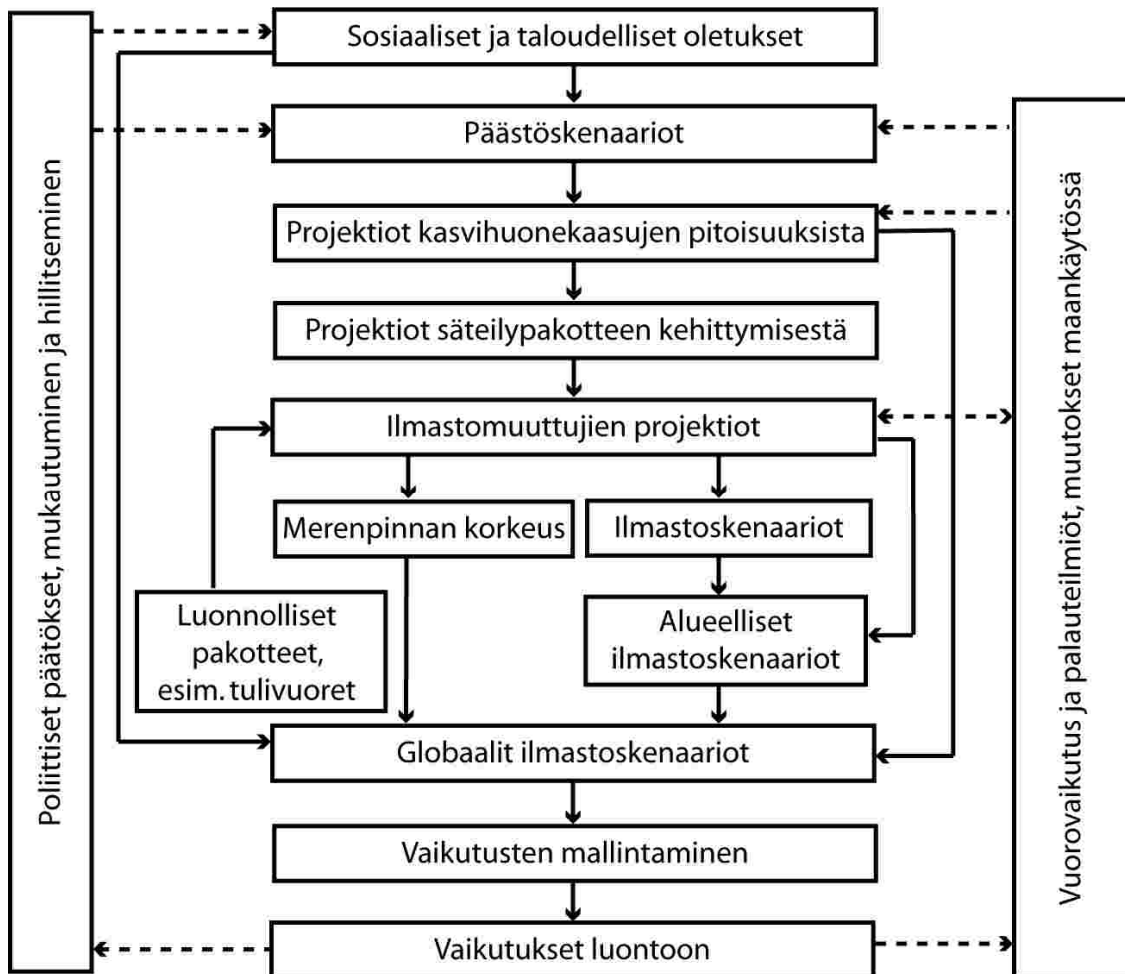 Sosiaaliset ja taloudelliset oletukset
Päästöskenaariot
Projektiot kasvihuonekaasujen pitoisuuksista
Projektiot säteilypakotteen kehittymisestä
Ilmastomuuttujien projektiot
Merenpinnan korkeus
Ilmastoskenaariot
Luonnolliset
pakotteet,
esim. tulivuoret
Alueelliset
ilmastoskenaariot
Globaalit ilmastoskenaariot
Vaikutusten mallintaminen
Vaikutukset luontoon
Poliittiset päätökset, mukautuminen ja hillitseminen
Vuorovaikutus ja palauteilmiöt, muutokset maankäytössä